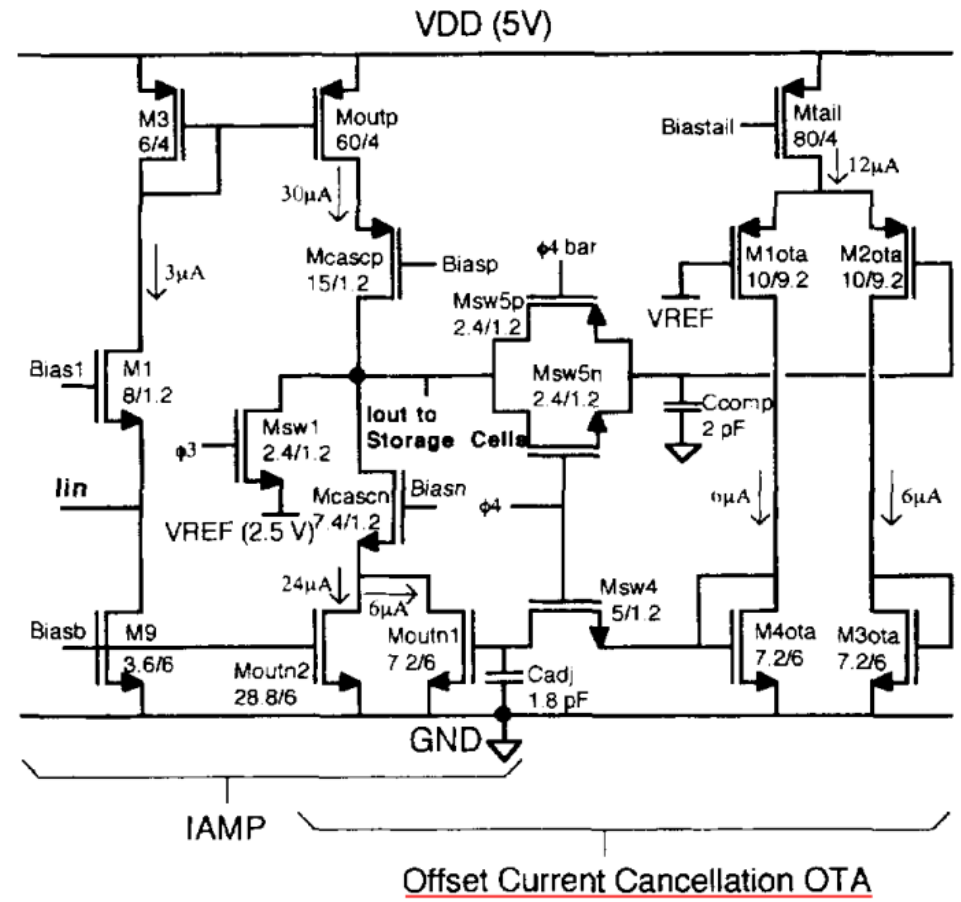 VDD (5V)
M3
6/4
Moutp
60/4
Biastail
Mtail
80/4
12μA
30μA
3μA
Mcascp
15/1.2
Biasp
ϕ4 bar
M1ota
10/9.2
M2ota
10/9.2
Msw5p
2.4/1.2
VREF
Bias1
M1
8/1.2
Msw5n
2.4/1.2
Iout to
Storage Cells
Ccomp
2 pF
Msw1
2.4/1.2
ϕ3
Iin
Mcascn
7.4/1.2
Biasn
VREF (2.5 V)
ϕ4
6μA
6μA
24μA
6μA
Msw4
5/1.2
Biasb
M9
3.6/6
Moutn2
28.8/6
Moutn1
7.2/6
Cadj
1.8 pF
M4ota
7.2/6
M3ota
7.2/6
GND
IAMP
Offset Current Cancellation OTA